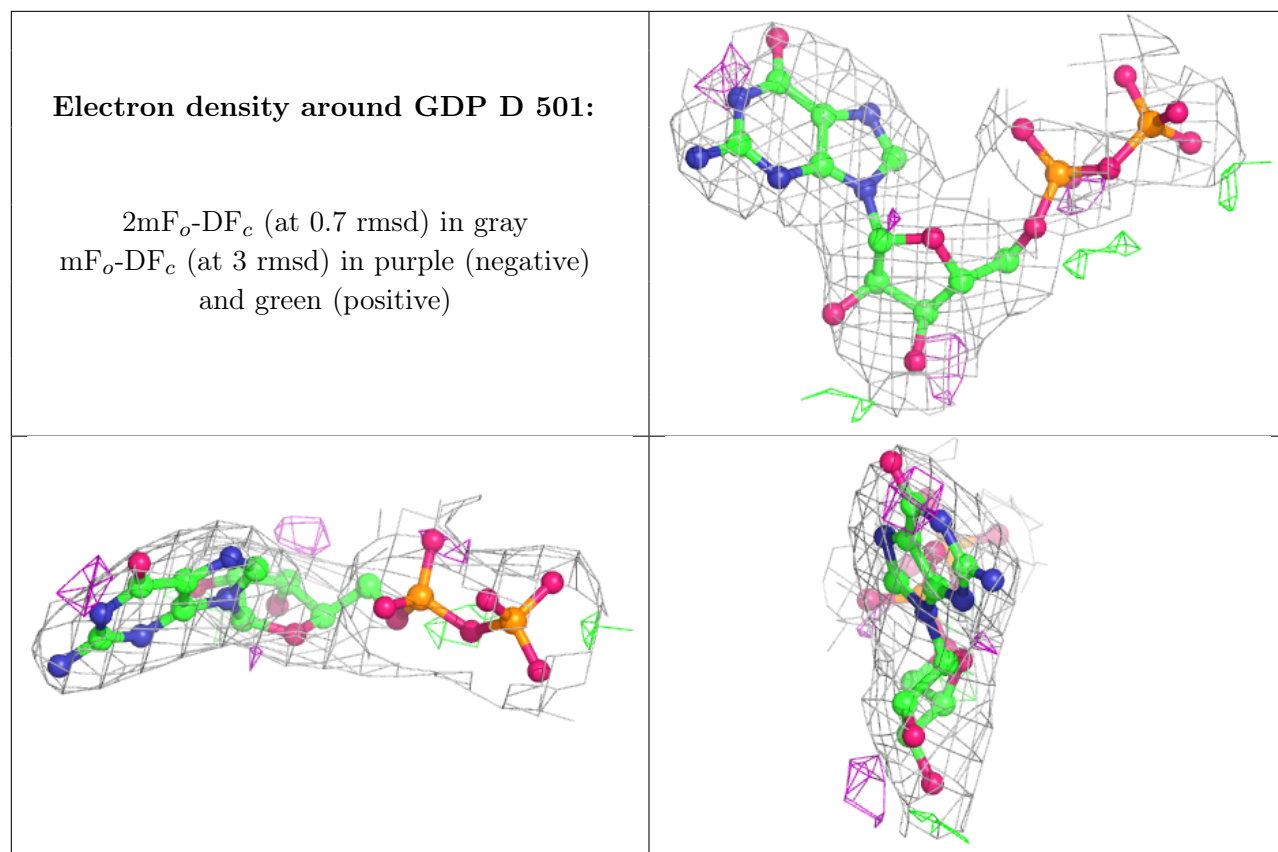 Electron density around GDP D 501:
2mFo-DFc (at 0.7 rmsd) in gray
mFo-DFc (at 3 rmsd) in purple (negative)
and green (positive)